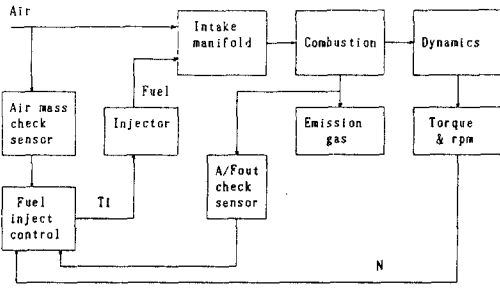 Air
Intake
manifold
Combustion
Dynamics
Fuel
Air mass
check
sensor
Injector
Emission
gas
Torque
& rpm
A/Fout
check
sensor
Fuel
inject
control
TI
N